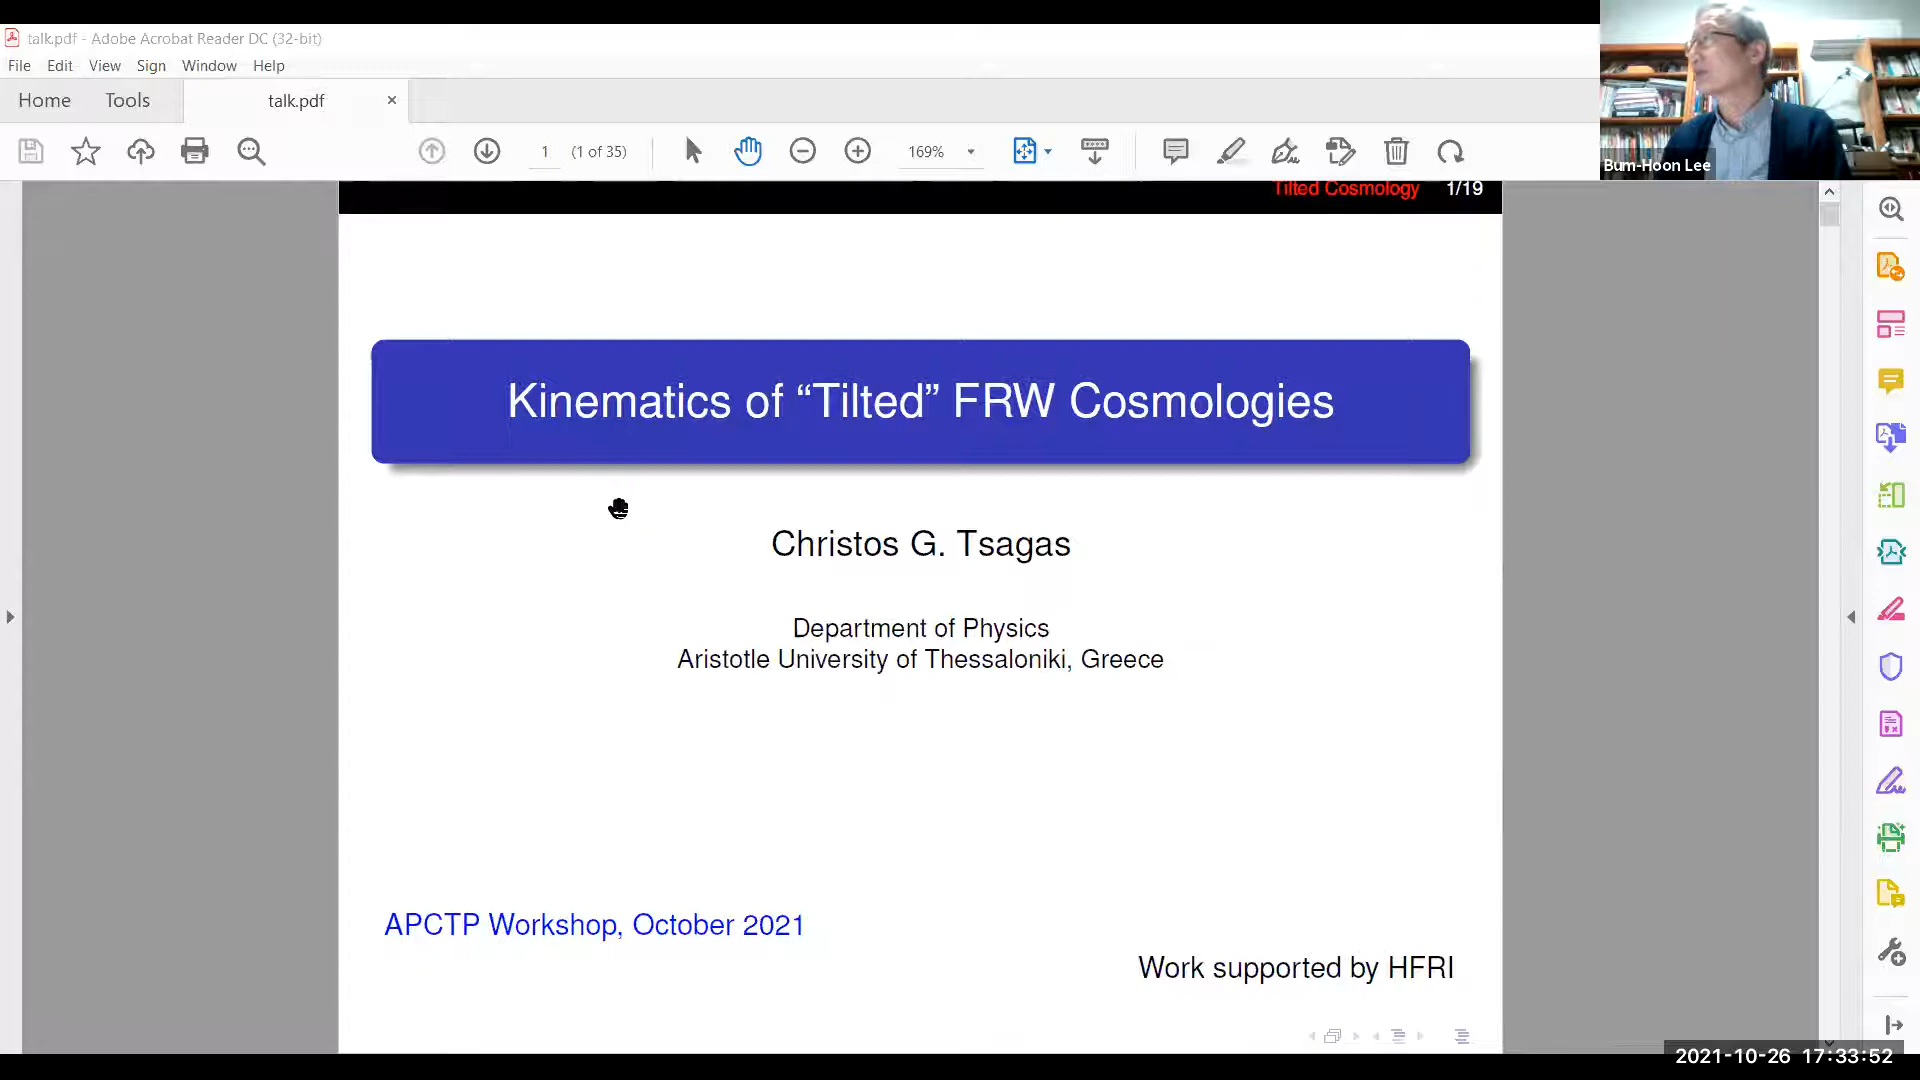 talk.pdf - Adobe Acrobat Reader DC (32-bit)
File Edit View Sign Window Help
Home Tools talk.pdf ×
1 (1 of 35) 169%
Bum-Hoon Lee
Tilted Cosmology 1/19
Kinematics of “Tilted” FRW Cosmologies
Christos G. Tsagas
Department of Physics
Aristotle University of Thessaloniki, Greece
APCTP Workshop, October 2021
Work supported by HFRI
2021-10-26 17:33:52